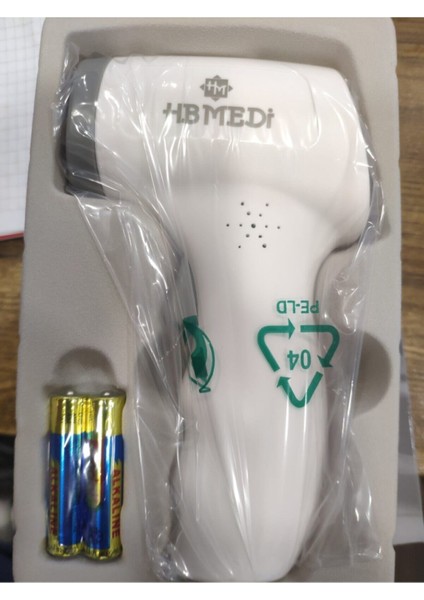 HM
HBMEDi
PE-LD
04
ALKALINE